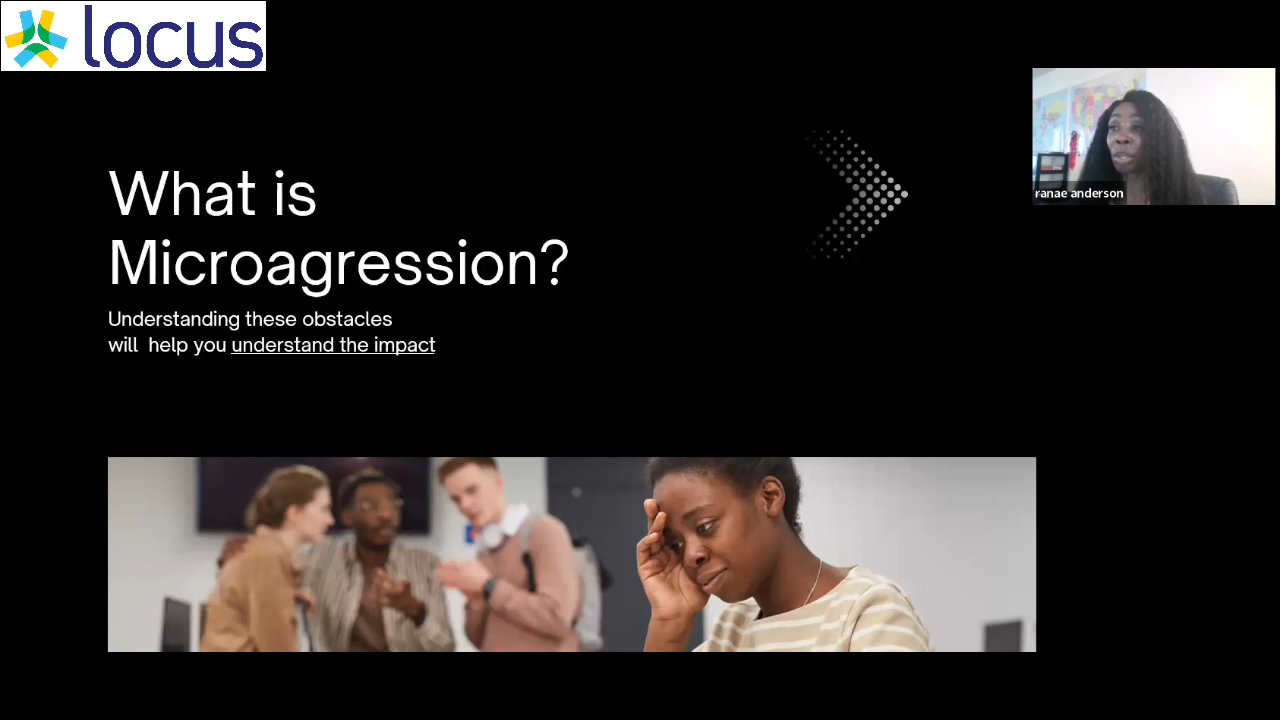 locus
What is
Microagression?
Understanding these obstacles
will help you understand the impact
ranae anderson